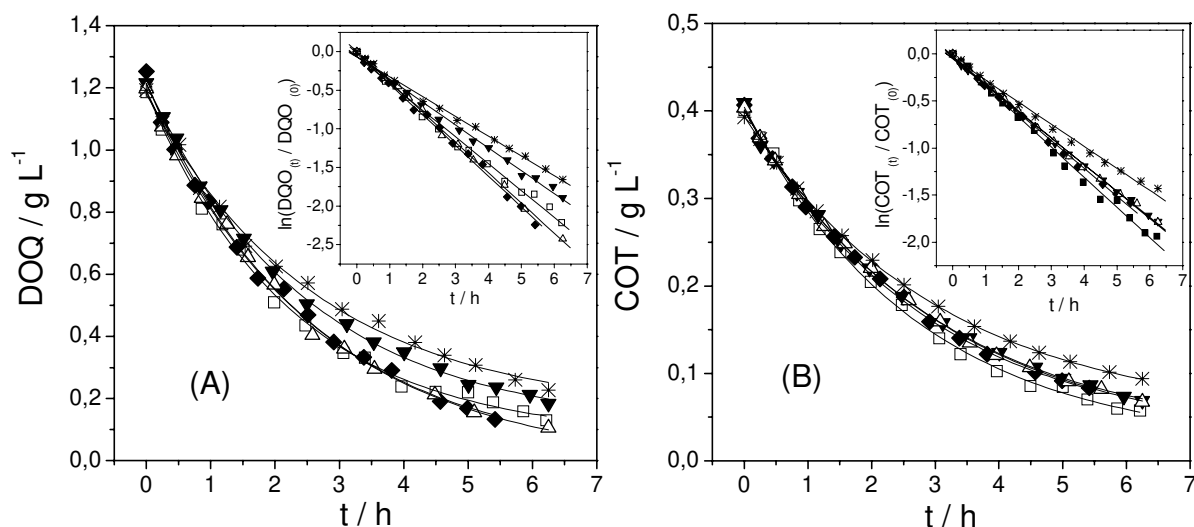 1,4
1,2
1,0
0,8
0,6
0,4
0,2
0,0
DOQ / g L-1
0 1 2 3 4 5 6 7
t / h
(A)
0,0
-0,5
-1,0
-1,5
-2,0
-2,5
ln(DQO(t) / DQO (0))
0 1 2 3 4 5 6 7
t / h
0,5
0,4
0,3
0,2
0,1
0,0
COT / g L-1
0 1 2 3 4 5 6 7
t / h
(B)
0,0
-0,5
-1,0
-1,5
-2,0
ln(COT(t) / COT(0))
0 1 2 3 4 5 6 7
t / h